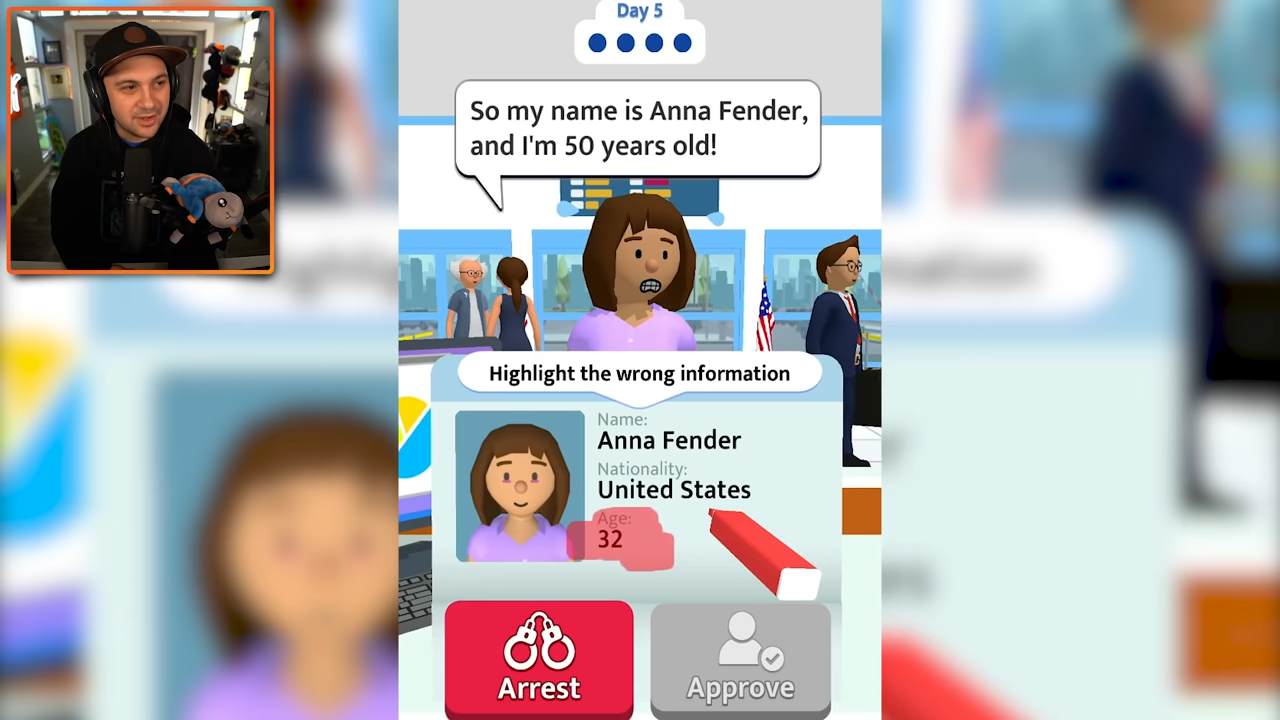 Day 5
So my name is Anna Fender,
and I'm 50 years old!
Highlight the wrong information
Name:
Anna Fender
Nationality:
United States
Age:
32
Arrest
Approve